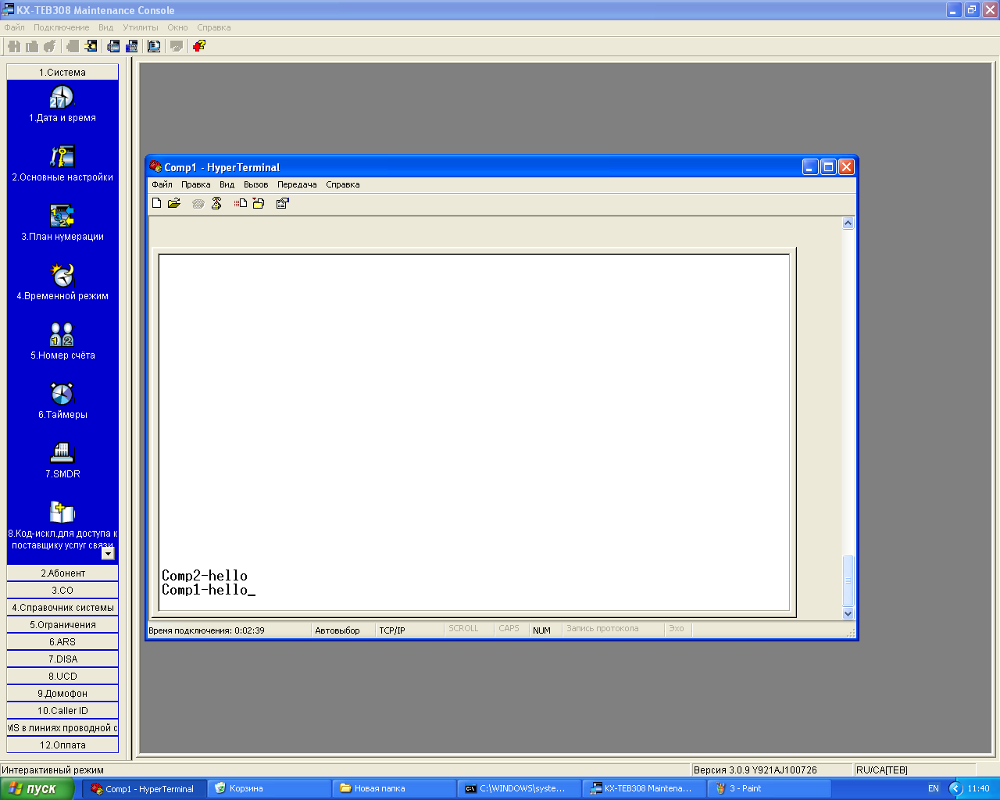 KX-TEB308 Maintenance Console
Файл Подключение Вид Утилиты Окно Справка
1.Система
27
1.Дата и время
2.Основные настройки
3.План нумерации
4.Временной режим
5.Номер счёта
6.Таймеры
7.SMDR
8.Код-искл.для доступа к
поставщику услуг связи
2.Абонент
3.CO
4.Справочник системы
5.Ограничения
6.ARS
7.DISA
8.UCD
9.Домофон
10.Caller ID
MS в линиях проводной с
12.Оплата
Comp1 - HyperTerminal
Файл Правка Вид Вызов Передача Справка
Comp2-hello
Comp1-hello_
Время подключения: 0:02:39 Автовыбор TCP/IP SCROLL CAPS NUM Запись протокола Эхо
Интерактивный режим Версия 3.0.9 Y921AJ100726 RU/CA[TEB]
пуск Comp1 - HyperTerminal Корзина Новая папка C:\WINDOWS\syste... KX-TEB308 Maintena... 3 - Paint EN 11:40